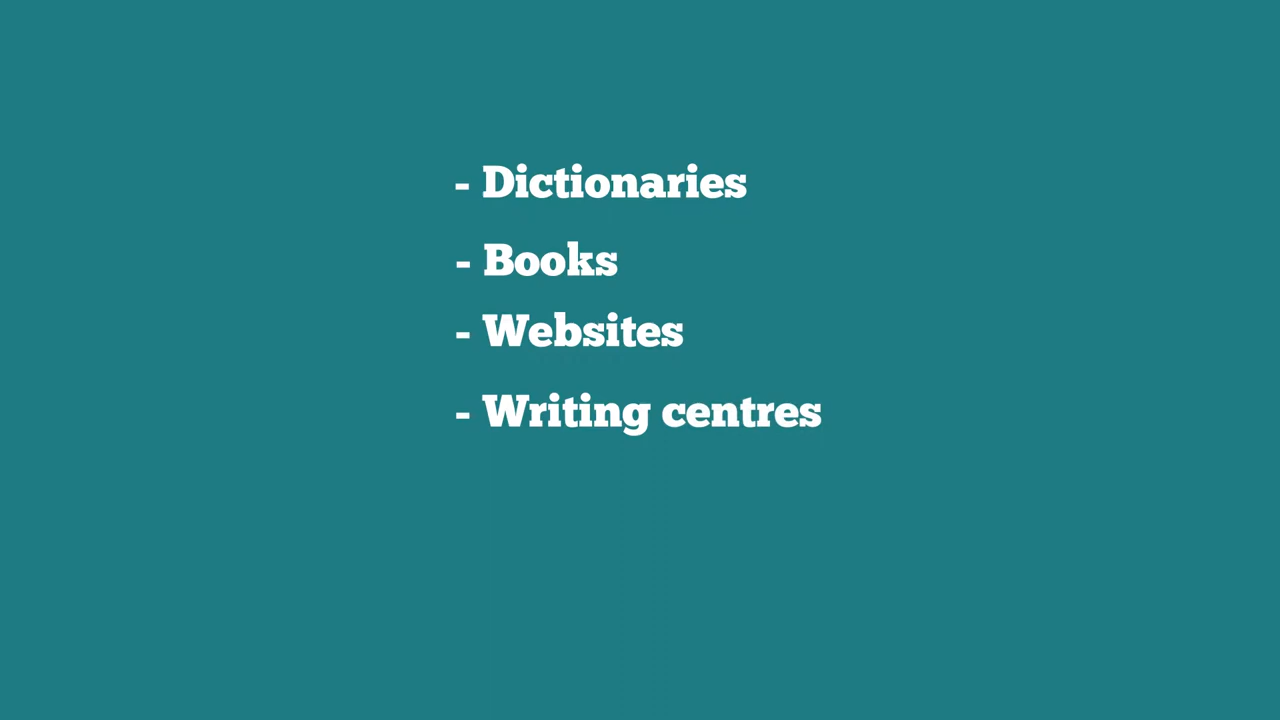 - Dictionaries
- Books
- Websites
- Writing centres